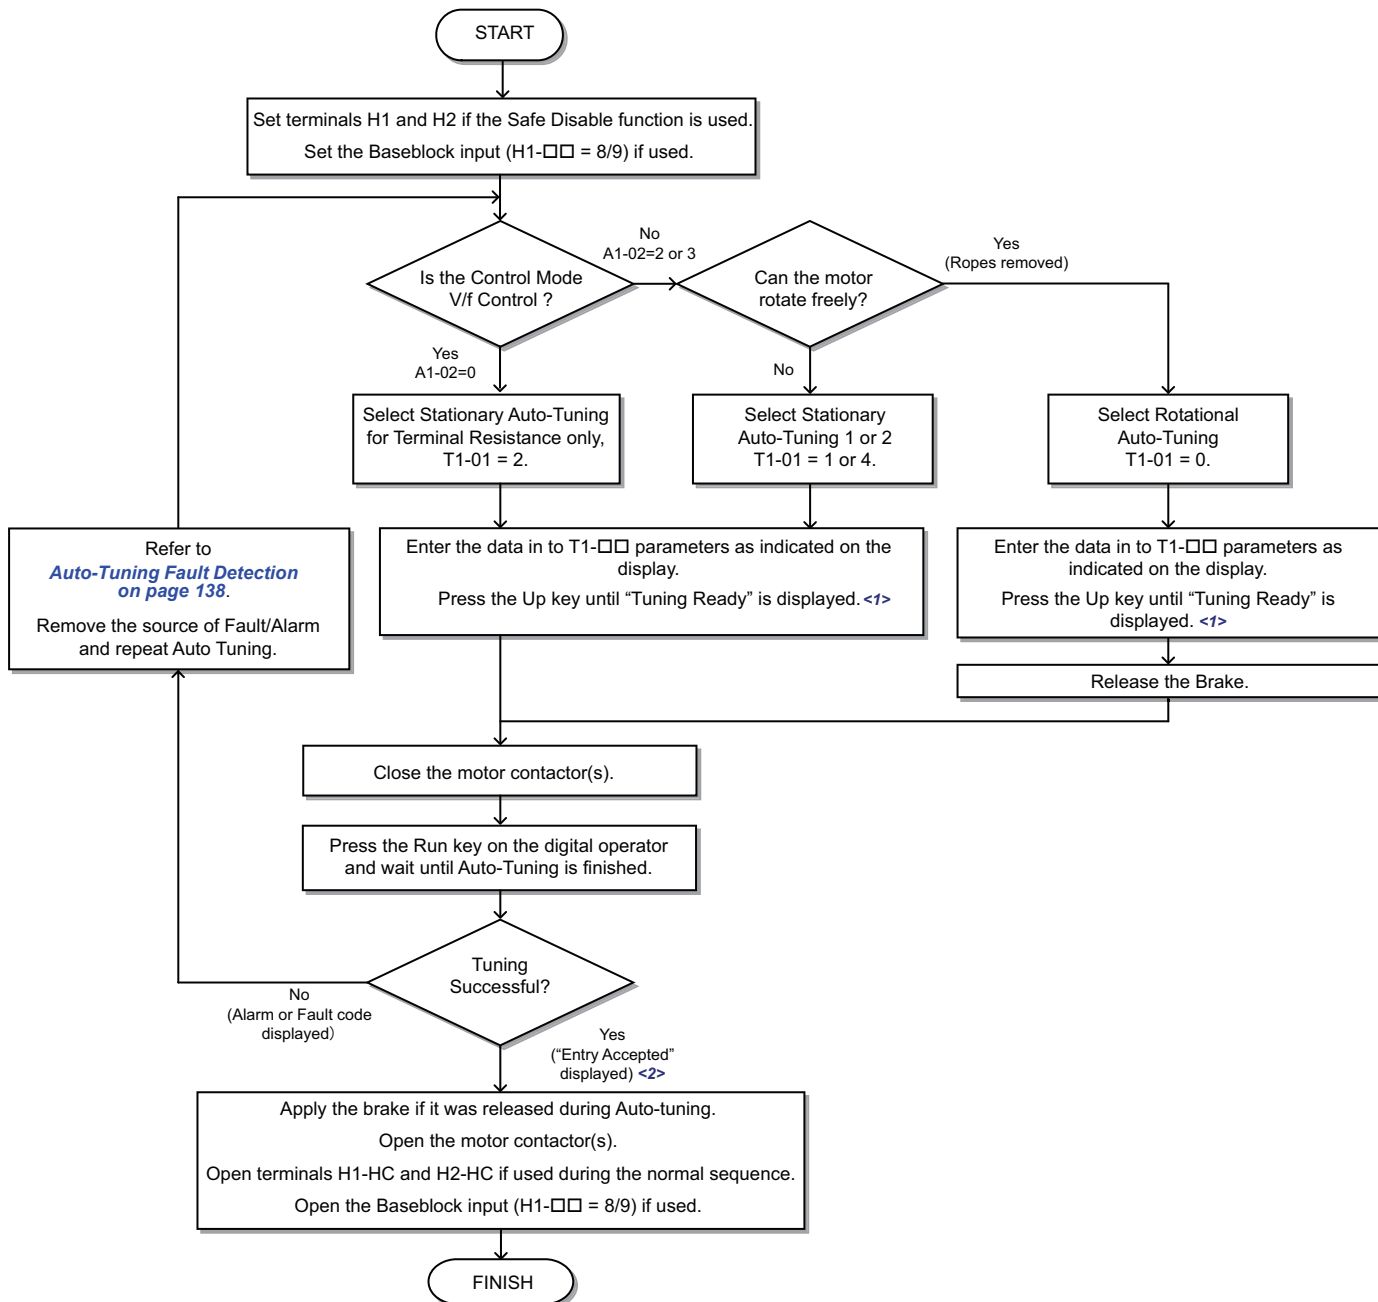 START
Set terminals H1 and H2 if the Safe Disable function is used.
Set the Baseblock input (H1-□□ = 8/9) if used.
Is the Control Mode
V/f Control ?
No
A1-02=2 or 3
Can the motor
rotate freely?
Yes
(Ropes removed)
Yes
A1-02=0
No
Select Stationary Auto-Tuning
for Terminal Resistance only,
T1-01 = 2.
Select Stationary
Auto-Tuning 1 or 2
T1-01 = 1 or 4.
Select Rotational
Auto-Tuning
T1-01 = 0.
Refer to
Auto-Tuning Fault Detection
on page 138.
Remove the source of Fault/Alarm
and repeat Auto Tuning.
Enter the data in to T1-□□ parameters as indicated on the
display.
Press the Up key until “Tuning Ready” is displayed. <1>
Enter the data in to T1-□□ parameters as
indicated on the display.
Press the Up key until “Tuning Ready” is
displayed. <1>
Release the Brake.
Close the motor contactor(s).
Press the Run key on the digital operator
and wait until Auto-Tuning is finished.
Tuning
Successful?
No
(Alarm or Fault code
displayed)
Yes
(“Entry Accepted”
displayed) <2>
Apply the brake if it was released during Auto-tuning.
Open the motor contactor(s).
Open terminals H1-HC and H2-HC if used during the normal sequence.
Open the Baseblock input (H1-□□ = 8/9) if used.
FINISH